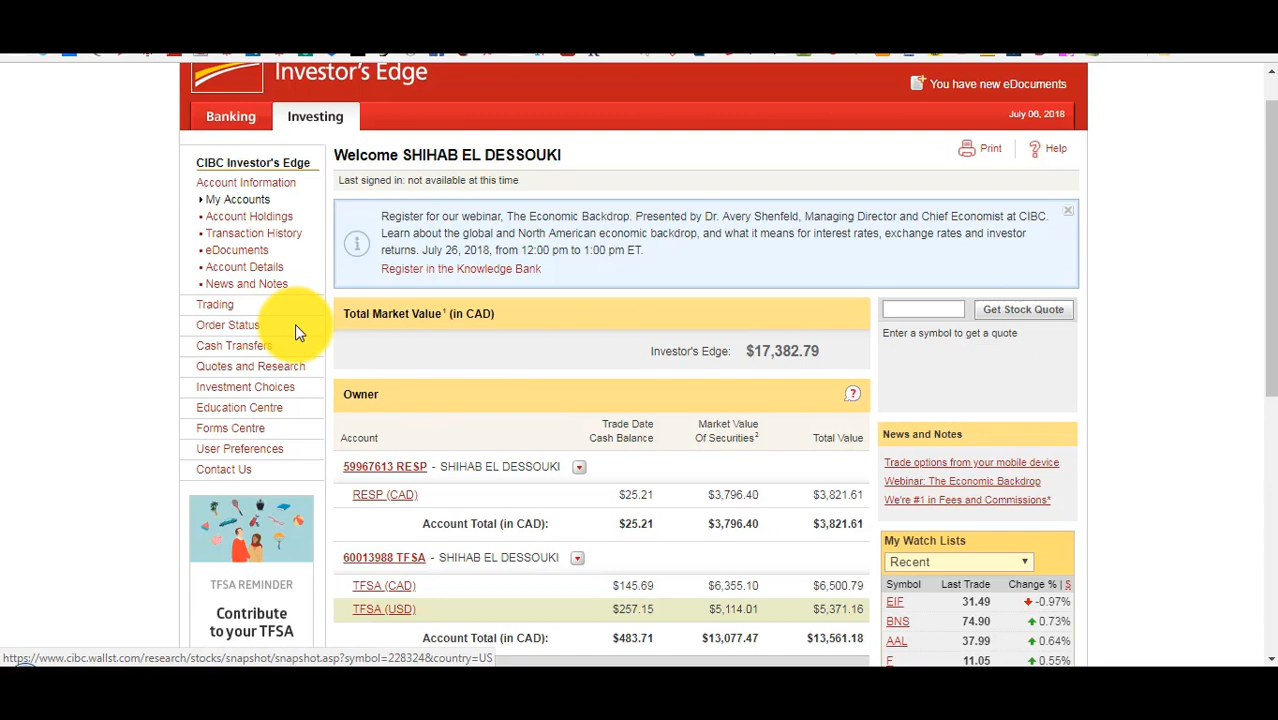 Investor's Edge
You have new eDocuments
Banking
Investing
July 06, 2018
CIBC Investor's Edge
Account Information
My Accounts
Account Holdings
Transaction History
eDocuments
Account Details
News and Notes
Trading
Order Status
Cash Transfers
Quotes and Research
Investment Choices
Education Centre
Forms Centre
User Preferences
Contact Us
TFSA REMINDER
Contribute
to your TFSA
Welcome SHIHAB EL DESSOUKI
Print
Help
Last signed in: not available at this time
Register for our webinar, The Economic Backdrop. Presented by Dr. Avery Shenfeld, Managing Director and Chief Economist at CIBC.
Learn about the global and North American economic backdrop, and what it means for interest rates, exchange rates and investor
returns. July 26, 2018, from 12:00 pm to 1:00 pm ET.
Register in the Knowledge Bank
Total Market Value¹ (in CAD)
Investor's Edge: $17,382.79
Owner
Account Trade Date Cash Balance Market Value Of Securities² Total Value
59967613 RESP - SHIHAB EL DESSOUKI
RESP (CAD) $25.21 $3,796.40 $3,821.61
Account Total (in CAD): $25.21 $3,796.40 $3,821.61
60013988 TFSA - SHIHAB EL DESSOUKI
TFSA (CAD) $145.69 $6,355.10 $6,500.79
TFSA (USD) $257.15 $5,114.01 $5,371.16
Account Total (in CAD): $483.71 $13,077.47 $13,561.18
Get Stock Quote
Enter a symbol to get a quote
News and Notes
Trade options from your mobile device
Webinar: The Economic Backdrop
We're #1 in Fees and Commissions*
My Watch Lists
Recent
Symbol Last Trade Change % | $
EIF 31.49 -0.97%
BNS 74.90 0.73%
AAL 37.99 0.64%
F 11.05 0.55%
https://www.cibc.wallst.com/research/stocks/snapshot/snapshot.asp?symbol=228324&country=US